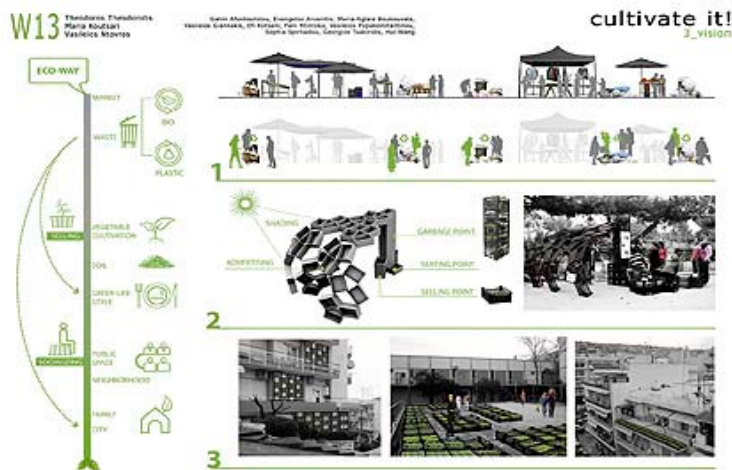 W13
Theodoros Theodoridis
Maria Koutsari
Vasileios Ntovros
cultivate it!
3_vision
ECO-WAY
MARKET
WASTE
BIO
PLASTIC
SELLING
VEGETABLE
CULTIVATION
SOIL
GREEN LIFE
STYLE
SOCIALIZING
PUBLIC
SPACE
NEIGHBORHOOD
FAMILY
CITY
1
SHADING
ADVERTISING
GARBAGE POINT
SEATING POINT
SELLING POINT
2
3